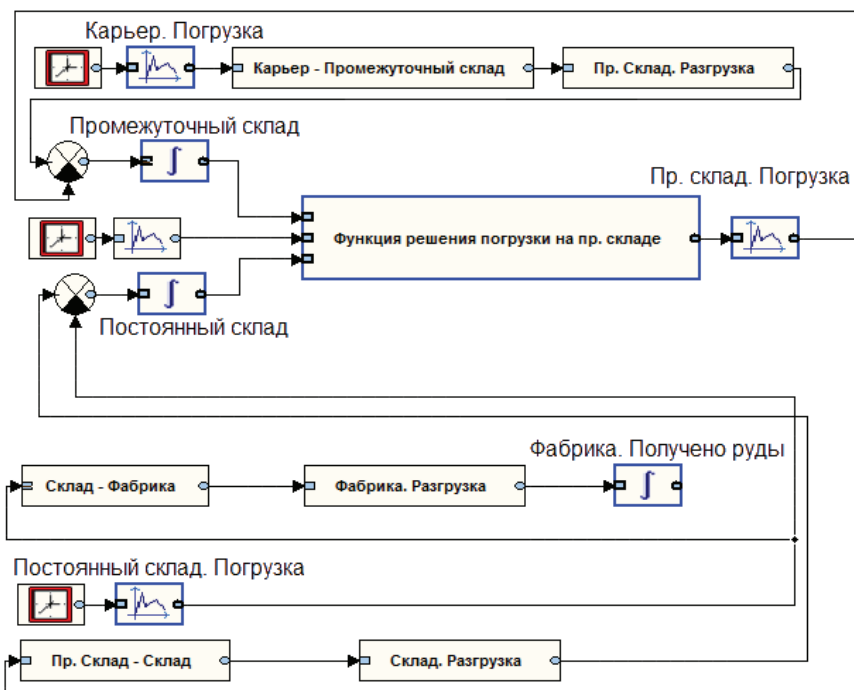 Карьер. Погрузка
Карьер - Промежуточный склад
Пр. Склад. Разгрузка
Промежуточный склад
∫
Пр. склад. Погрузка
Функция решения погрузки на пр. складе
∫
Постоянный склад
Фабрика. Получено руды
Склад - Фабрика
Фабрика. Разгрузка
∫
Постоянный склад. Погрузка
Пр. Склад - Склад
Склад. Разгрузка